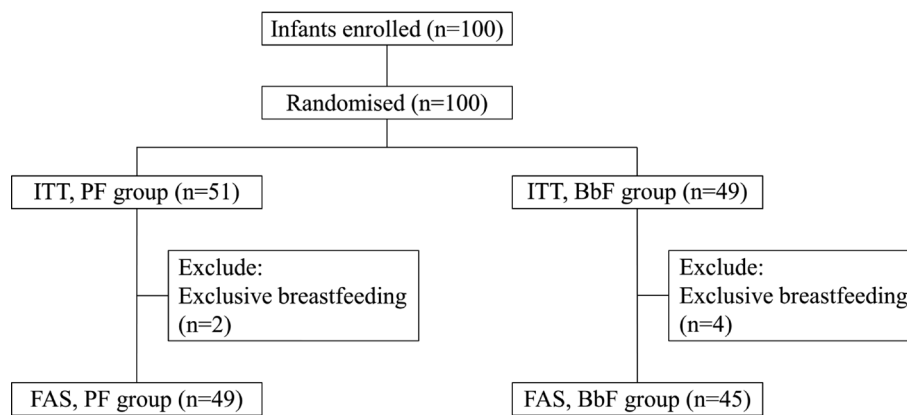 Infants enrolled (n=100)
Randomised (n=100)
ITT, PF group (n=51)
ITT, BbF group (n=49)
Exclude:
Exclusive breastfeeding
(n=2)
Exclude:
Exclusive breastfeeding
(n=4)
FAS, PF group (n=49)
FAS, BbF group (n=45)